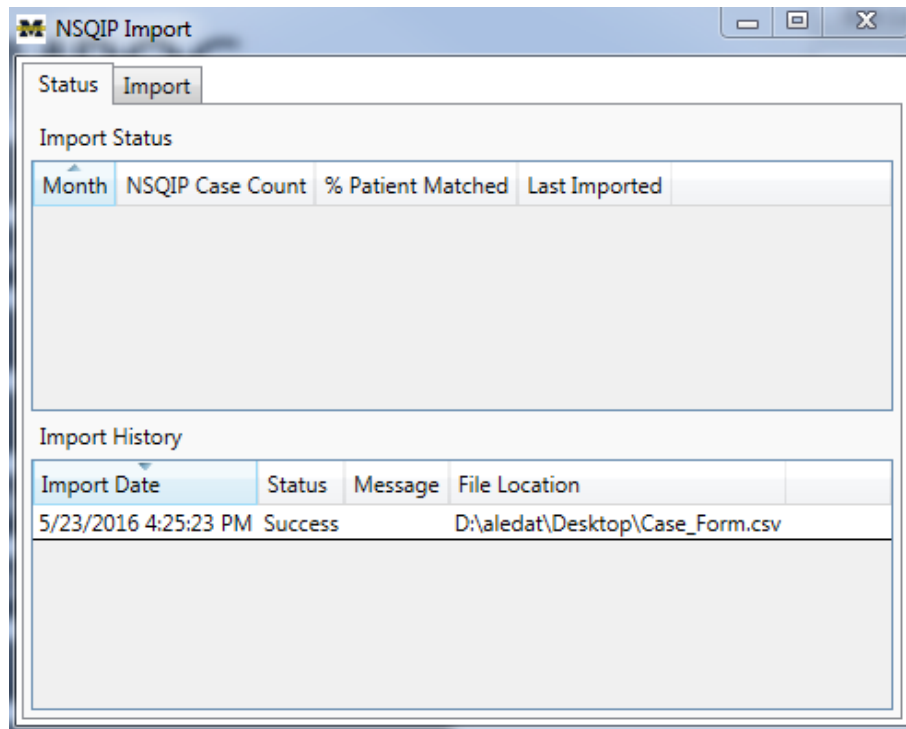 NSQIP Import
Status Import
Import Status
Month NSQIP Case Count % Patient Matched Last Imported
Import History
Import Date Status Message File Location
5/23/2016 4:25:23 PM Success D:\aledat\Desktop\Case_Form.csv